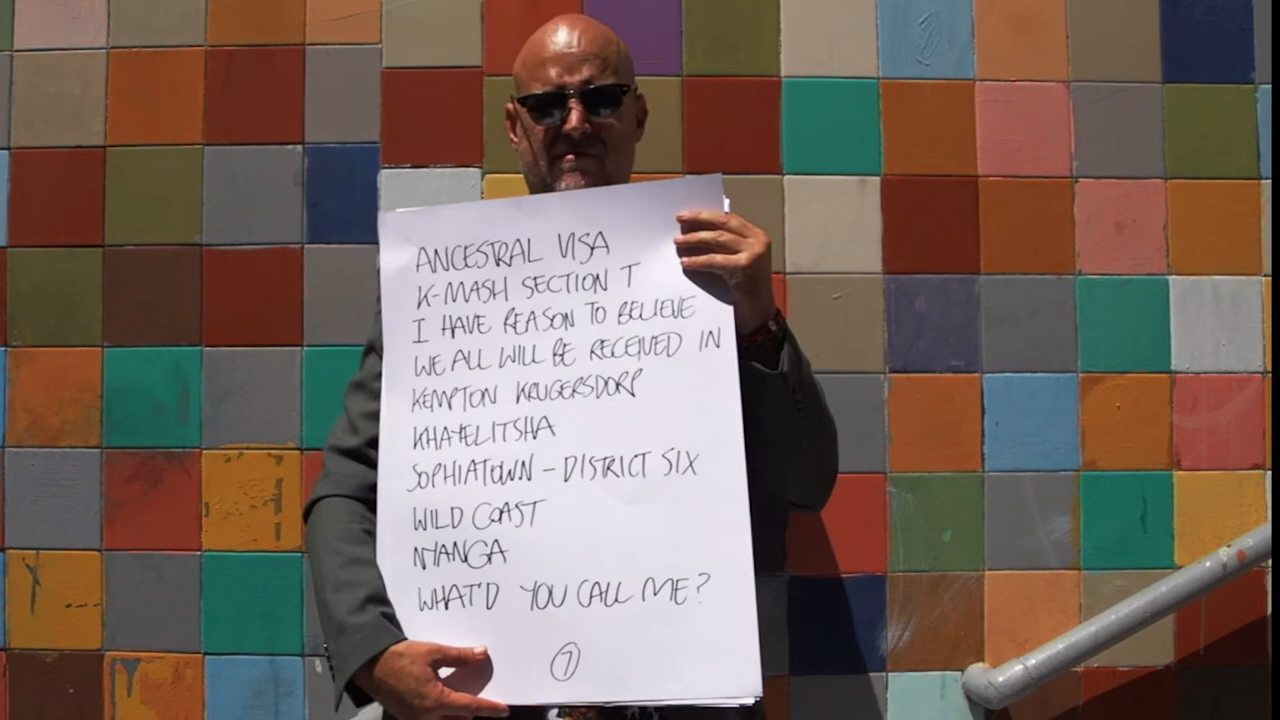 ANCESTRAL VISA
K-MASH SECTION T
I HAVE REASON TO BELIEVE
WE ALL WILL BE RECEIVED IN
KEMPTON KRUGERSDORP
KHAYELITSHA
SOPHIATOWN - DISTRICT SIX
WILD COAST
NYANGA
WHAT'D YOU CALL ME?
7